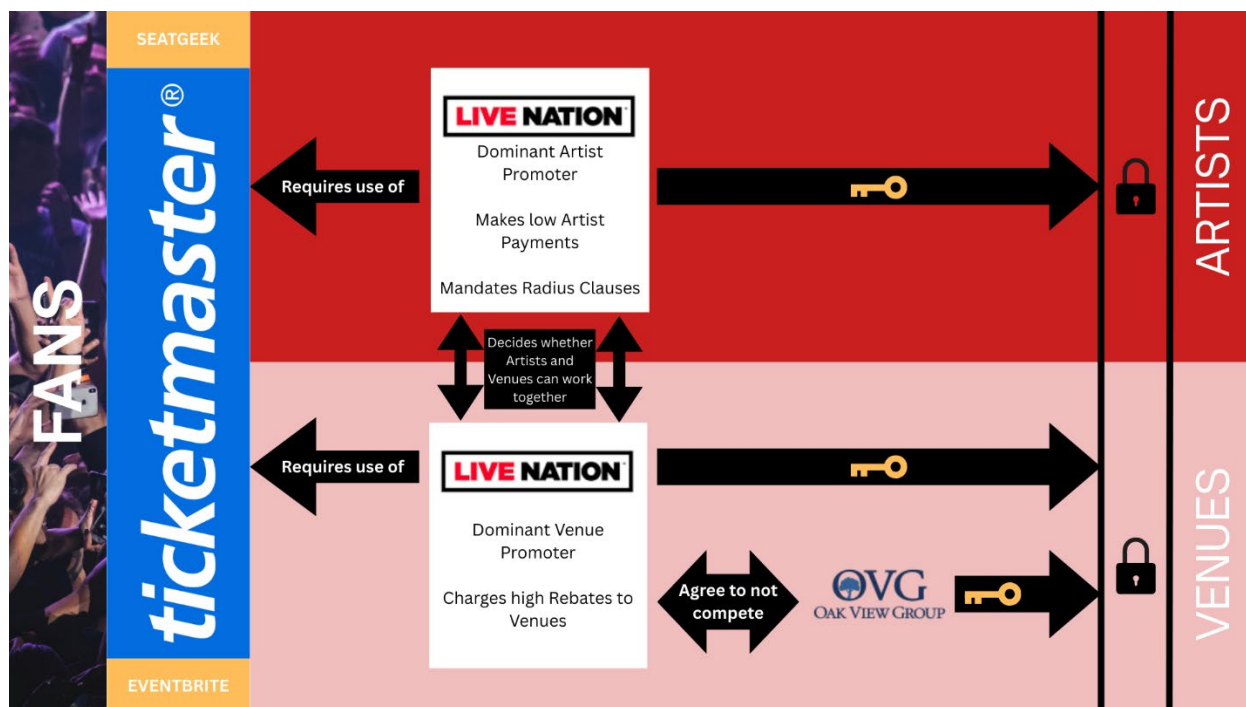 SEATGEEK
FANS
ticketmaster®
EVENTBRITE
Requires use of
LIVE NATION
Dominant Artist
Promoter
Makes low Artist
Payments
Mandates Radius Clauses
ARTISTS
Decides whether
Artists and
Venues can work
together
Requires use of
LIVE NATION
Dominant Venue
Promoter
Charges high Rebates to
Venues
Agree to not
compete
OVG
OAK VIEW GROUP
VENUES